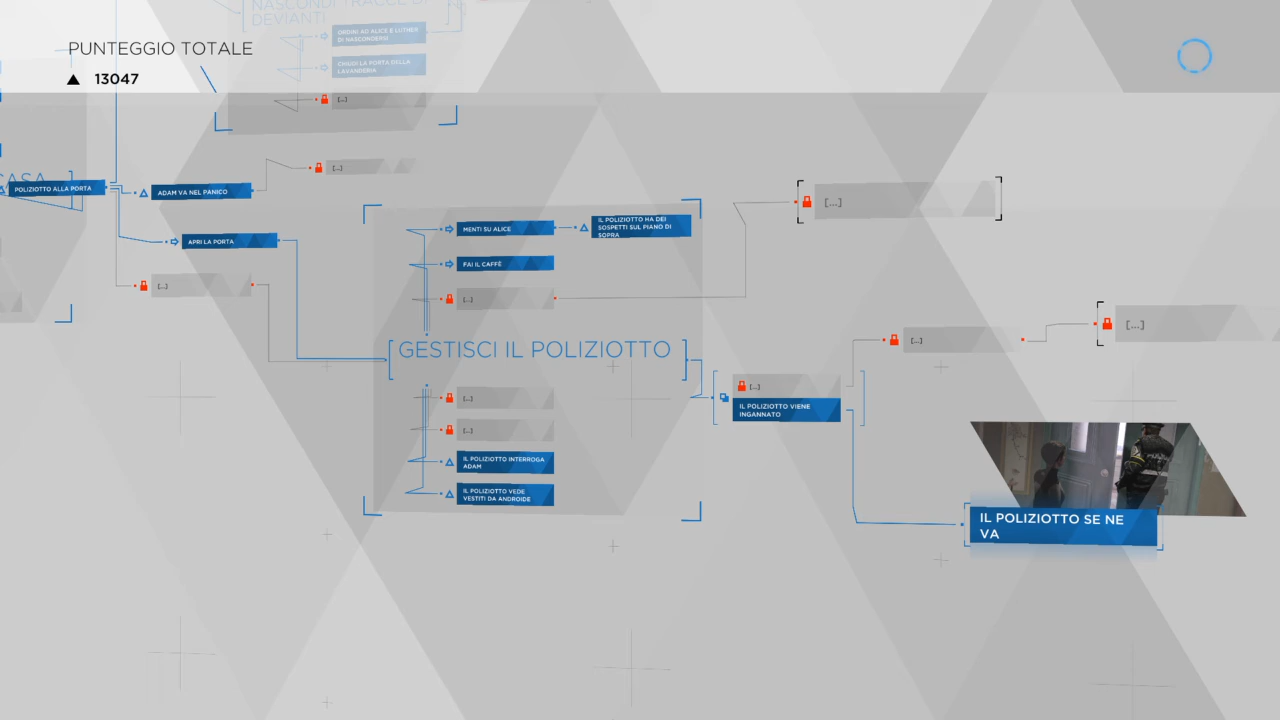 NASCONDI TRACCE DI
DEVIANTI
ORDINI AD ALICE E LUTHER
DI NASCONDERSI
CHIUDI LA PORTA DELLA
LAVANDERIA
[...]
PUNTEGGIO TOTALE
▲ 13047
CASA
POLIZIOTTO ALLA PORTA
ADAM VA NEL PANICO
[...]
APRI LA PORTA
[...]
MENTI SU ALICE
IL POLIZIOTTO HA DEI
SOSPETTI SUL PIANO DI
SOPRA
FAI IL CAFFÈ
[...]
[...]
GESTISCI IL POLIZIOTTO
[...]
[...]
IL POLIZIOTTO INTERROGA
ADAM
IL POLIZIOTTO VEDE
VESTITI DA ANDROIDE
[...]
IL POLIZIOTTO VIENE
INGANNATO
[...]
[...]
IL POLIZIOTTO SE NE
VA